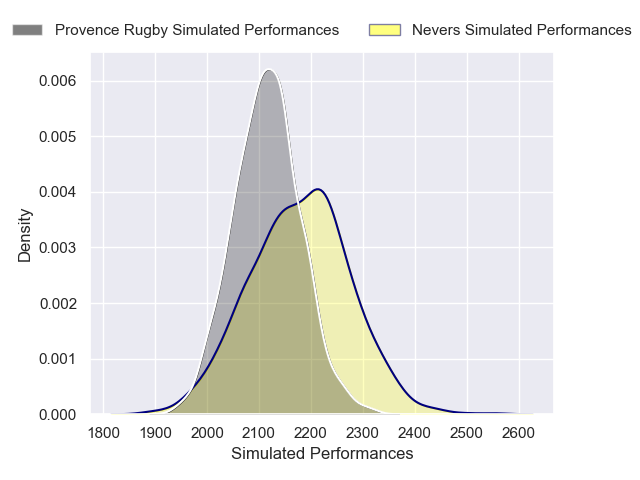 Provence Rugby Simulated Performances Nevers Simulated Performances
0.006
0.005
0.004
0.003
0.002
0.001
0.000
Density
1800 1900 2000 2100 2200 2300 2400 2500 2600
Simulated Performances